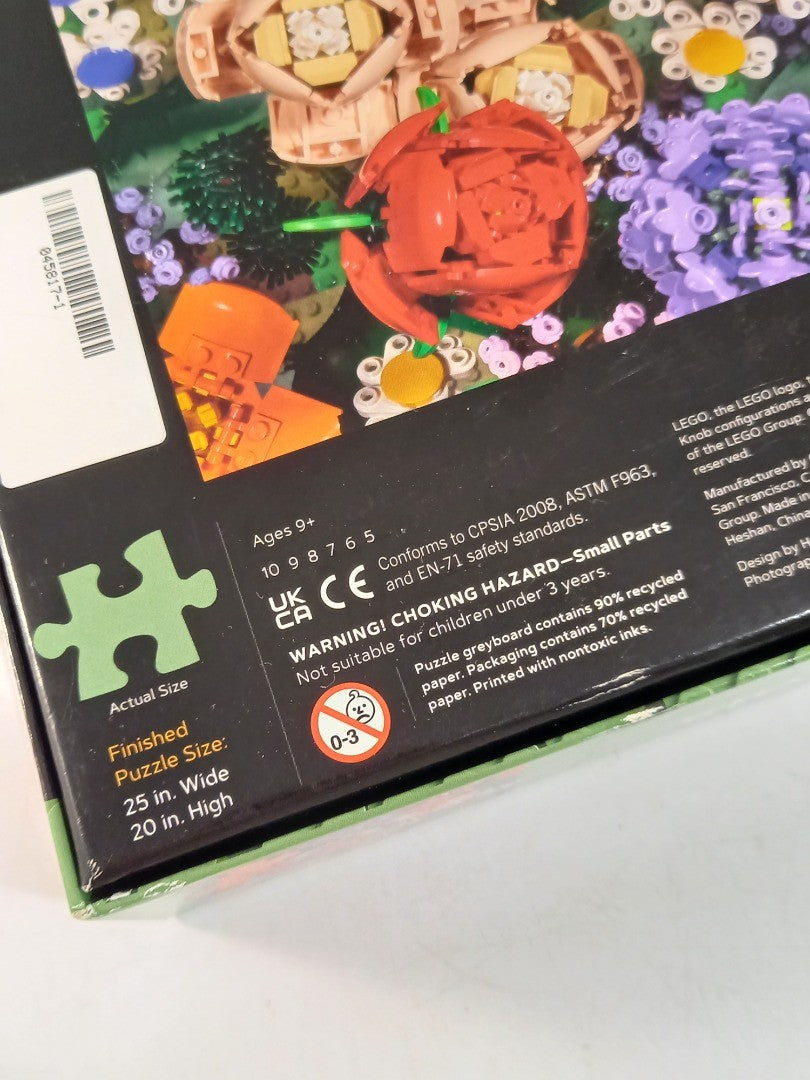 045817-1
LEGO, the LEGO logo,
Knob configurations
of the LEGO Group.
reserved.
Manufactured by
San Francisco,
Group. Made in
Heshan, China
Design by
Ages 9+
10 9 8 7 6 5
UK
CA
CE
Conforms to CPSIA 2008, ASTM F963,
and EN-71 safety standards.
WARNING! CHOKING HAZARD—Small Parts
Not suitable for children under 3 years.
0-3
Puzzle greyboard contains 90% recycled
paper. Packaging contains 70% recycled
paper. Printed with nontoxic inks.
Actual Size
Finished
Puzzle Size:
25 in. Wide
20 in. High